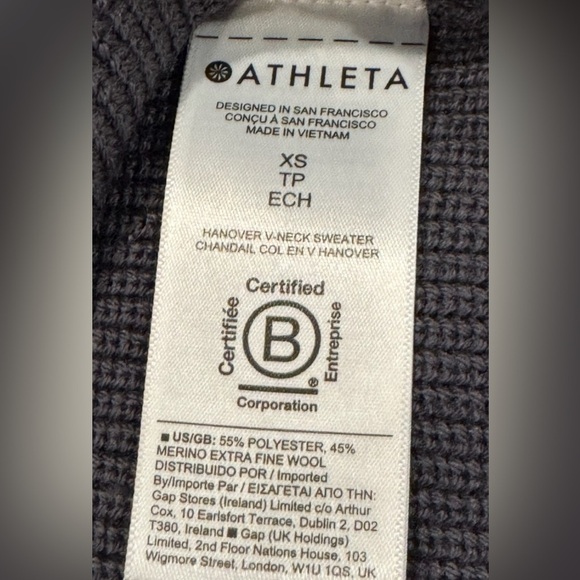 ATHLETA
DESIGNED IN SAN FRANCISCO
CONÇU À SAN FRANCISCO
MADE IN VIETNAM
XS
TP
ECH
HANOVER V-NECK SWEATER
CHANDAIL COL EN V HANOVER
Certified
Certifiée
B
Entreprise
®
Corporation
■ US/GB: 55% POLYESTER, 45%
MERINO EXTRA FINE WOOL
DISTRIBUIDO POR / Imported
By/Importe Par / ΕΙΣΑΓΕΤΑΙ ΑΠΟ ΤΗΝ:
Gap Stores (Ireland) Limited c/o Arthur
Cox, 10 Earlsfort Terrace, Dublin 2, D02
T380, Ireland ■ Gap (UK Holdings)
Limited, 2nd Floor Nations House, 103
Wigmore Street, London, W1U 1QS, UK